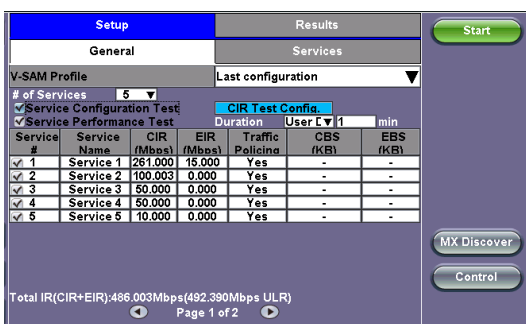 Setup Results
Start
General Services
V-SAM Profile Last configuration
# of Services 5
Service Configuration Test CIR Test Config.
Service Performance Test Duration User D 1 min
Service # Service Name CIR (Mbps) EIR (Mbps) Traffic Policing CBS (KB) EBS (KB)
1 Service 1 261.000 15.000 Yes - -
2 Service 2 100.003 0.000 Yes - -
3 Service 3 50.000 0.000 Yes - -
4 Service 4 50.000 0.000 Yes - -
5 Service 5 10.000 0.000 Yes - -
MX Discover
Control
Total IR(CIR+EIR):486.003Mbps(492.390Mbps ULR)
Page 1 of 2